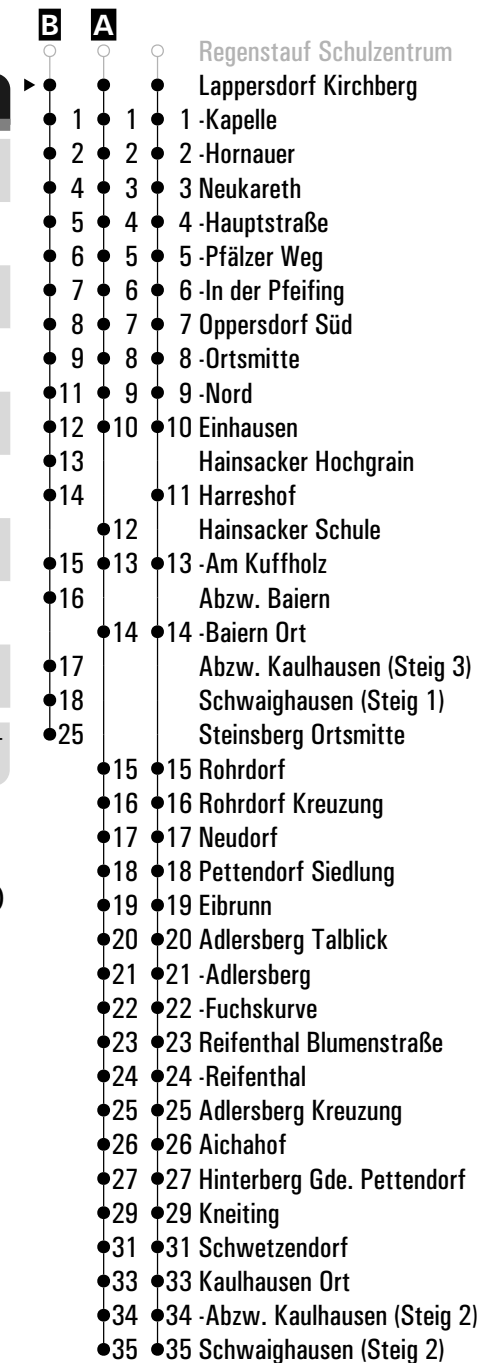 B A
Regenstauf Schulzentrum
Lappersdorf Kirchberg
1 1 1 -Kapelle
2 2 2 -Hornauer
4 3 3 Neukareth
5 4 4 -Hauptstraße
6 5 5 -Pfälzer Weg
7 6 6 -In der Pfeifing
8 7 7 Oppersdorf Süd
9 8 8 -Ortsmitte
11 9 9 -Nord
12 10 10 Einhausen
13 Hainsacker Hochgrain
14 11 Harreshof
12 Hainsacker Schule
15 13 13 -Am Kuffholz
16 Abzw. Baiern
14 14 -Baiern Ort
17 Abzw. Kaulhausen (Steig 3)
18 Schwaighausen (Steig 1)
25 Steinsberg Ortsmitte
15 15 Rohrdorf
16 16 Rohrdorf Kreuzung
17 17 Neudorf
18 18 Pettendorf Siedlung
19 19 Eibrunn
20 20 Adlersberg Talblick
21 21 -Adlersberg
22 22 -Fuchskurve
23 23 Reifenthal Blumenstraße
24 24 -Reifenthal
25 25 Adlersberg Kreuzung
26 26 Aichahof
27 27 Hinterberg Gde. Pettendorf
29 29 Kneiting
31 31 Schwetzendorf
33 33 Kaulhausen Ort
34 34 -Abzw. Kaulhausen (Steig 2)
35 35 Schwaighausen (Steig 2)